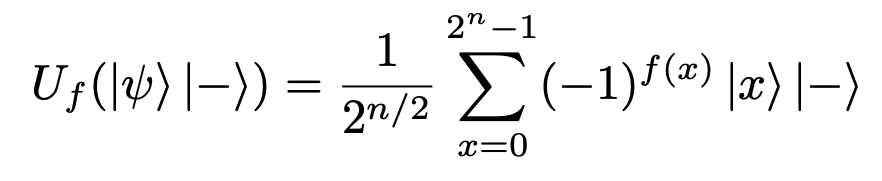 U_f(|ψ⟩ |−⟩) = \frac{1}{2^{n/2}} \sum_{x=0}^{2^n−1} (−1)^{f(x)} |x⟩ |−⟩